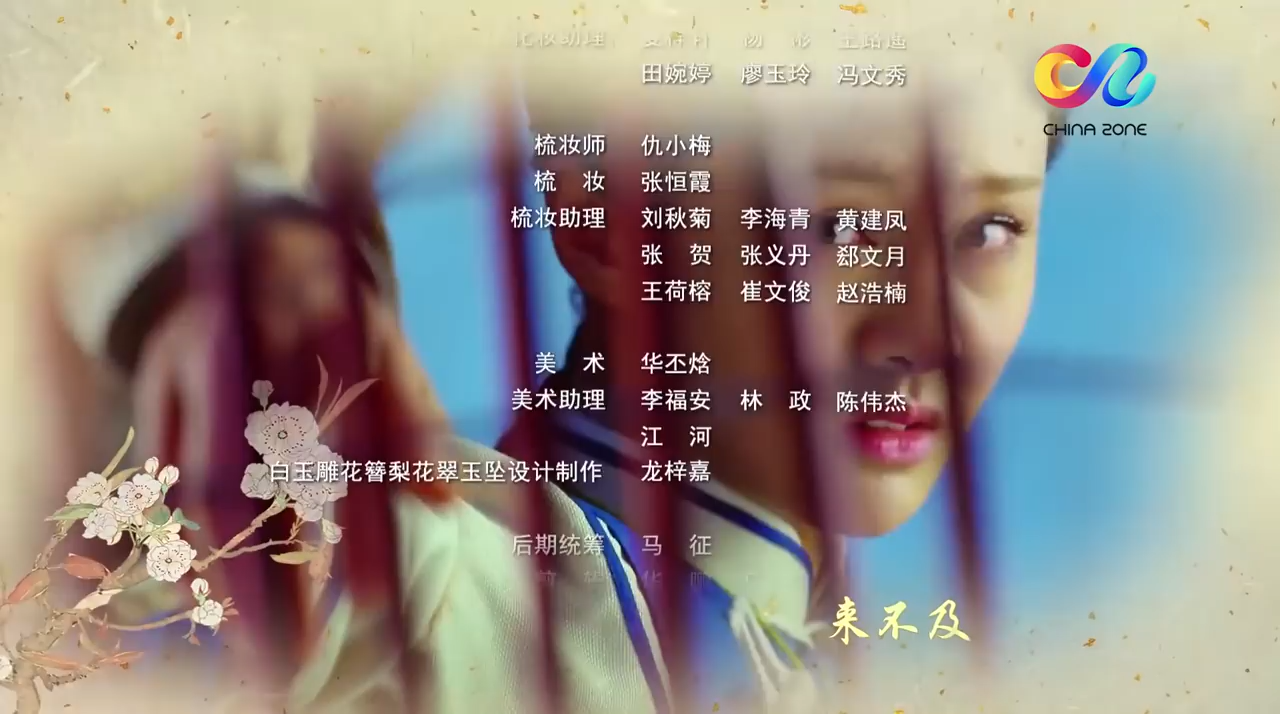 田婉婷 廖玉玲 冯文秀
CHINA ZONE
梳妆师 仇小梅
梳 妆 张恒霞
梳妆助理 刘秋菊 李海青 黄建凤
张 贺 张义丹 郄文月
王荷榕 崔文俊 赵浩楠
美 术 华丕焓
美术助理 李福安 林 政 陈伟杰
江 河
白玉雕花簪梨花翠玉坠设计制作 龙梓嘉
后期统筹 马 征
来不及